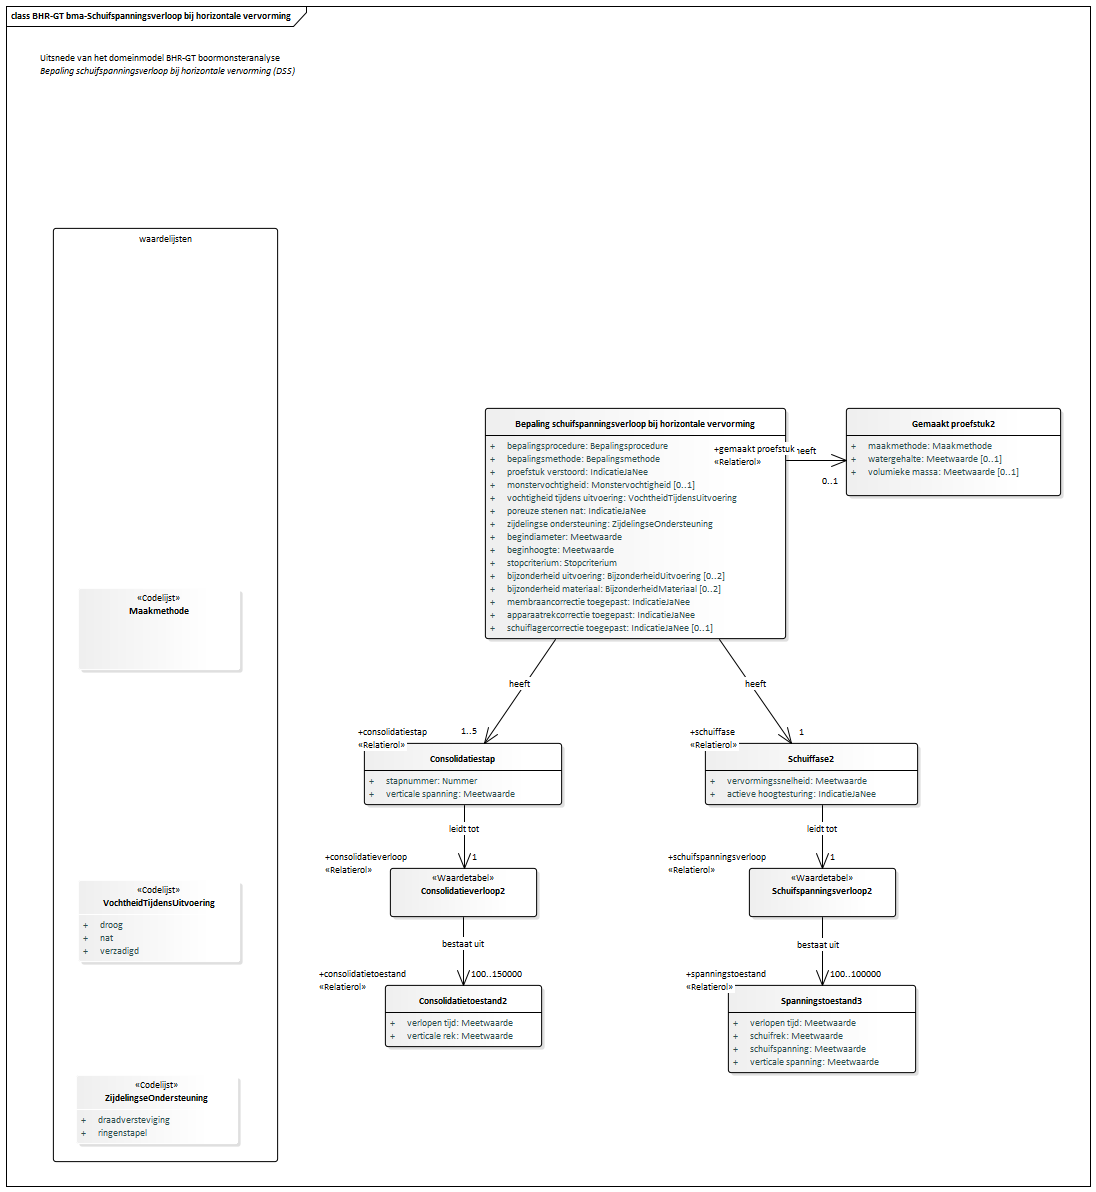 class BHR-GT bma-Schuifspanningsverloop bij horizontale vervorming
Uitsnede van het domeinmodel BHR-GT boormonsteranalyse
Bepaling schuifspanningsverloop bij horizontale vervorming (DSS)
waardelijsten
«Codelijst»
Maakmethode
«Codelijst»
VochtheidTijdensUitvoering
+ droog
+ nat
+ verzadigd
«Codelijst»
ZijdelingseOndersteuning
+ draadversteviging
+ ringenstapel
Bepaling schuifspanningsverloop bij horizontale vervorming
+ bepalingsprocedure: Bepalingsprocedure
+ bepalingsmethode: Bepalingsmethode
+ proefstuk verstoord: IndicatieJaNee
+ monstervochtigheid: Monstervochtigheid [0..1]
+ vochtigheid tijdens uitvoering: VochtheidTijdensUitvoering
+ poreuze stenen nat: IndicatieJaNee
+ zijdelingse ondersteuning: ZijdelingseOndersteuning
+ begindiameter: Meetwaarde
+ beginhoogte: Meetwaarde
+ stopcriterium: Stopcriterium
+ bijzonderheid uitvoering: BijzonderheidUitvoering [0..2]
+ bijzonderheid materiaal: BijzonderheidMateriaal [0..2]
+ membraancorrectie toegepast: IndicatieJaNee
+ apparaatrekcorrectie toegepast: IndicatieJaNee
+ schuiflagercorrectie toegepast: IndicatieJaNee [0..1]
+gemaakt proefstuk heeft
«Relatierol»
0..1
Gemaakt proefstuk2
+ maakmethode: Maakmethode
+ watergehalte: Meetwaarde [0..1]
+ volumieke massa: Meetwaarde [0..1]
heeft
heeft
+consolidatiestap
«Relatierol»
1..5
Consolidatiestap
+ stapnummer: Nummer
+ verticale spanning: Meetwaarde
leidt tot
+consolidatieverloop
«Relatierol»
1
«Waardetabel»
Consolidatieverloop2
bestaat uit
+consolidatietoestand
«Relatierol»
100..150000
Consolidatietoestand2
+ verlopen tijd: Meetwaarde
+ verticale rek: Meetwaarde
+schuiffase
«Relatierol»
1
Schuiffase2
+ vervormingssnelheid: Meetwaarde
+ actieve hoogtesturing: IndicatieJaNee
leidt tot
+schuifspanningsverloop
«Relatierol»
1
«Waardetabel»
Schuifspanningsverloop2
bestaat uit
+spanningstoestand
«Relatierol»
100..100000
Spanningstoestand3
+ verlopen tijd: Meetwaarde
+ schuifrek: Meetwaarde
+ schuifspanning: Meetwaarde
+ verticale spanning: Meetwaarde